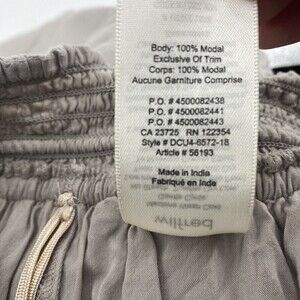 Body: 100% Modal
Exclusive Of Trim
Corps: 100% Modal
Aucune Garniture Comprise
P.O. # 4500082438
P.O. # 4500082441
P.O. # 4500082443
CA 23725 RN 122354
Style # DCU4-6572-18
Article # 56193
Made in India
Fabriqué en Inde
wilfred